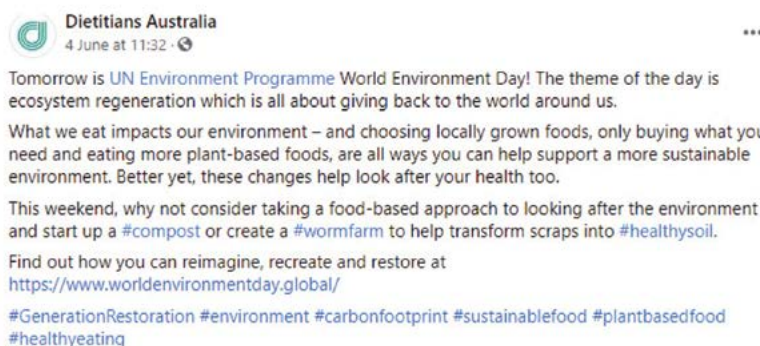 Dietitians Australia
4 June at 11:32 ·
Tomorrow is UN Environment Programme World Environment Day! The theme of the day is
ecosystem regeneration which is all about giving back to the world around us.
What we eat impacts our environment – and choosing locally grown foods, only buying what you
need and eating more plant-based foods, are all ways you can help support a more sustainable
environment. Better yet, these changes help look after your health too.
This weekend, why not consider taking a food-based approach to looking after the environment
and start up a #compost or create a #wormfarm to help transform scraps into #healthysoil.
Find out how you can reimagine, recreate and restore at
https://www.worldenvironmentday.global/
#GenerationRestoration #environment #carbonfootprint #sustainablefood #plantbasedfood
#healthyeating